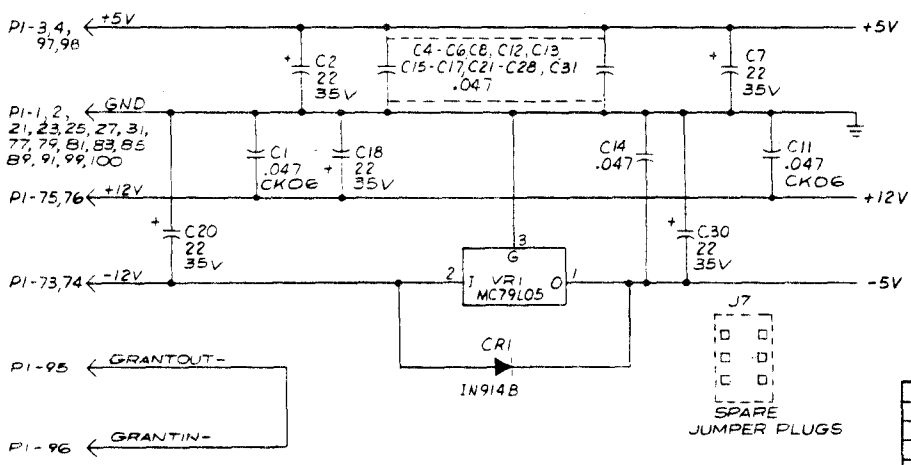 P1-3,4,
97,98
+5V
+
C2
22
35V
C4-C6,C8,C12,C13,
C15-C17,C21-C28,C31
.047
+
C7
22
35V
+5V
P1-1,2,
21,23,25,27,31,
77,79,81,83,85
89,91,99,100
GND
C1
.047
CK06
C18
22
35V
+
C14
.047
C11
.047
CK06
P1-75,76
+12V
+12V
+
C20
22
35V
3
G
2
I
VR1
O
1
MC79L05
+
C30
22
35V
P1-73,74
-12V
-5V
CR1
IN914B
J7
SPARE
JUMPER PLUGS
P1-95
GRANTOUT-
P1-96
GRANTIN-